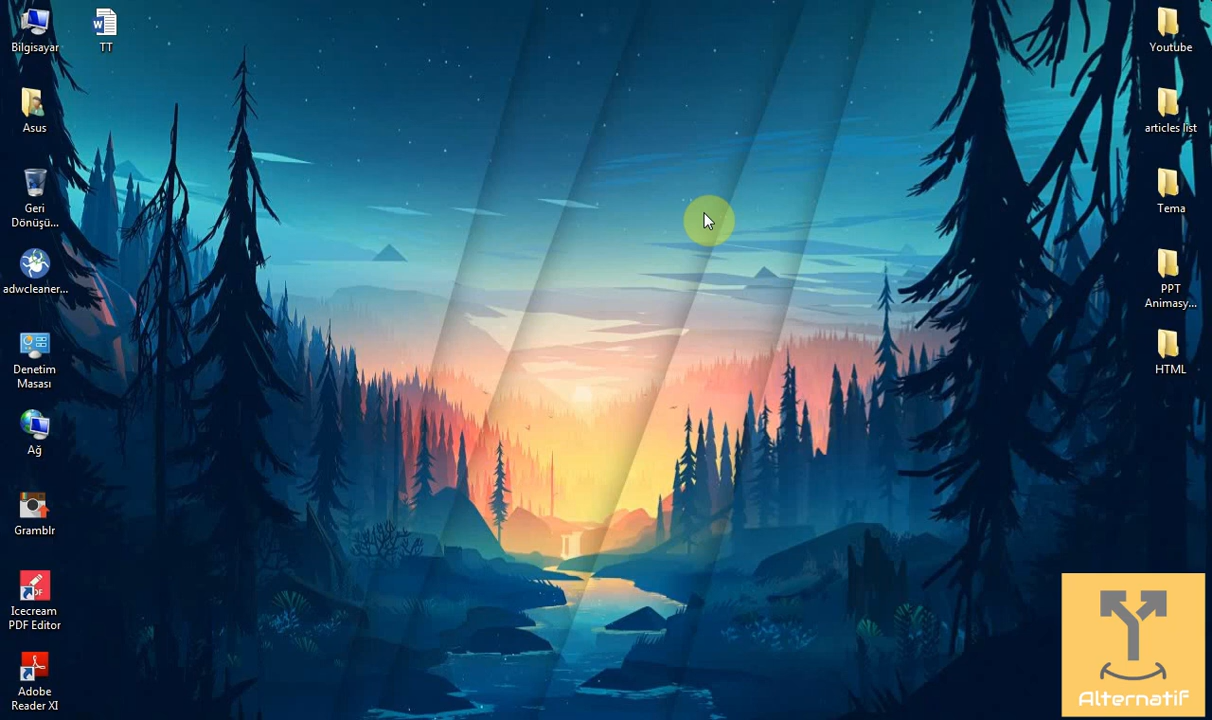 Bilgisayar
TT
Asus
Geri
Dönüşü...
adwcleaner...
Denetim
Masası
Ağ
Gramblr
Icecream
PDF Editor
Adobe
Reader XI
Youtube
articles list
Tema
PPT
Animasy...
HTML
Alternatif